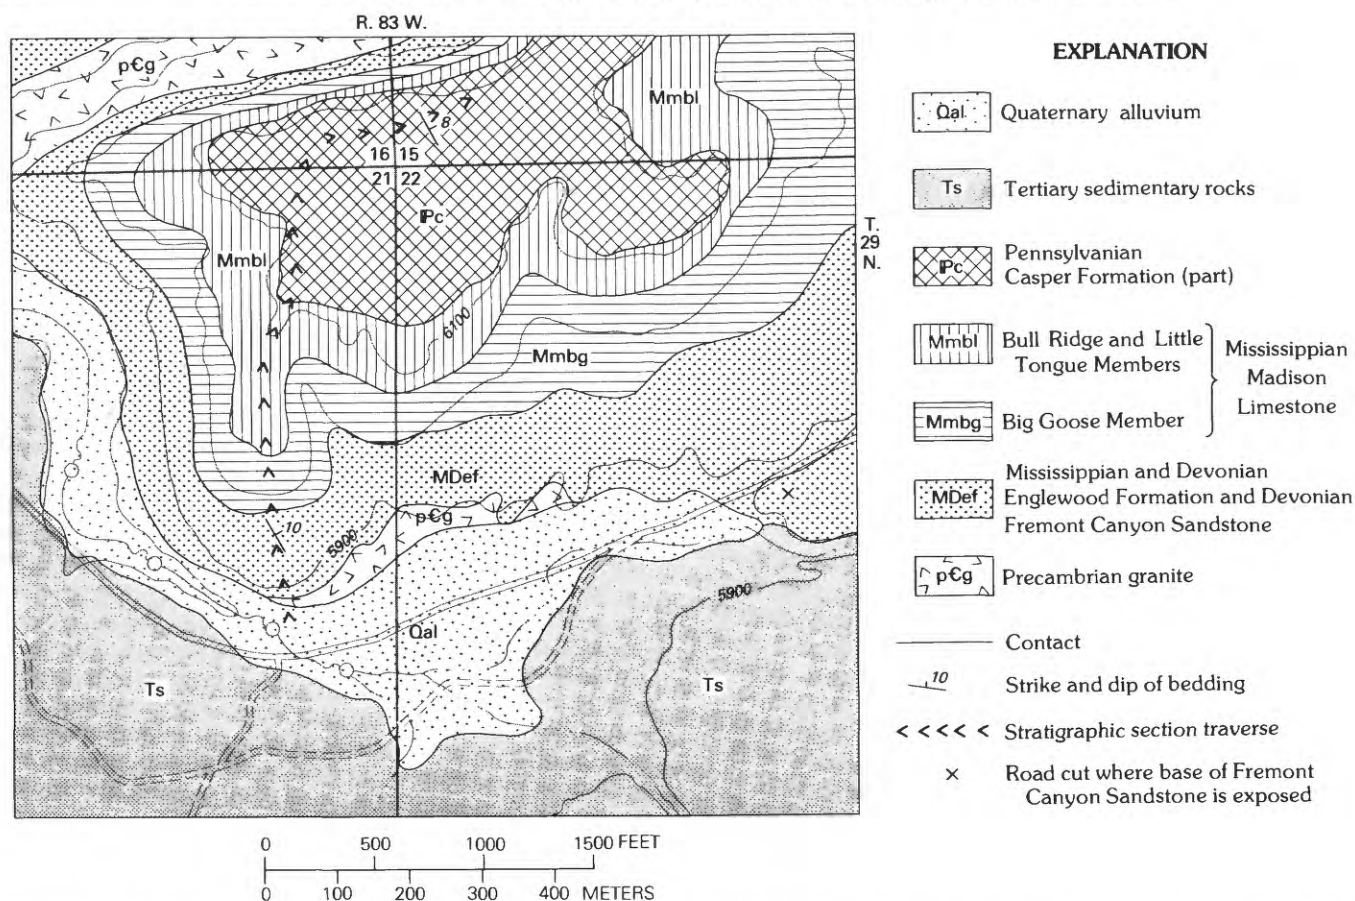 R. 83 W.
p€g
Mmbl
8
16 15
21 22
ℙc
Mmbl
6100
T.
29
N.
Mmbg
MDef
p€g
10
5900
5900
Qal
Ts
Ts
0 500 1000 1500 FEET
0 100 200 300 400 METERS
EXPLANATION
Qal Quaternary alluvium
Ts Tertiary sedimentary rocks
ℙc Pennsylvanian
Casper Formation (part)
Mmbl Bull Ridge and Little
Tongue Members
Mmbg Big Goose Member
Mississippian
Madison
Limestone
MDef Mississippian and Devonian
Englewood Formation and Devonian
Fremont Canyon Sandstone
p€g Precambrian granite
Contact
10 Strike and dip of bedding
< < < < < Stratigraphic section traverse
× Road cut where base of Fremont
Canyon Sandstone is exposed